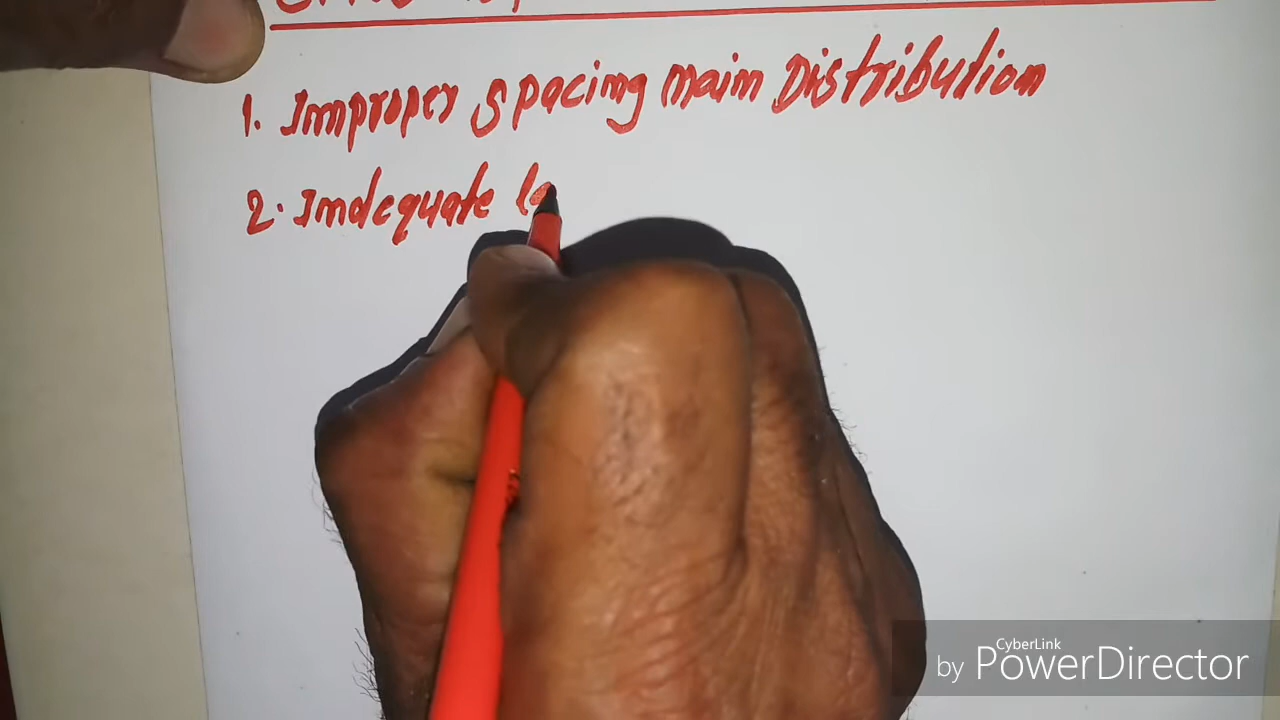 1. Improper spacing main Distribution
2. Indequate
CyberLink
by PowerDirector